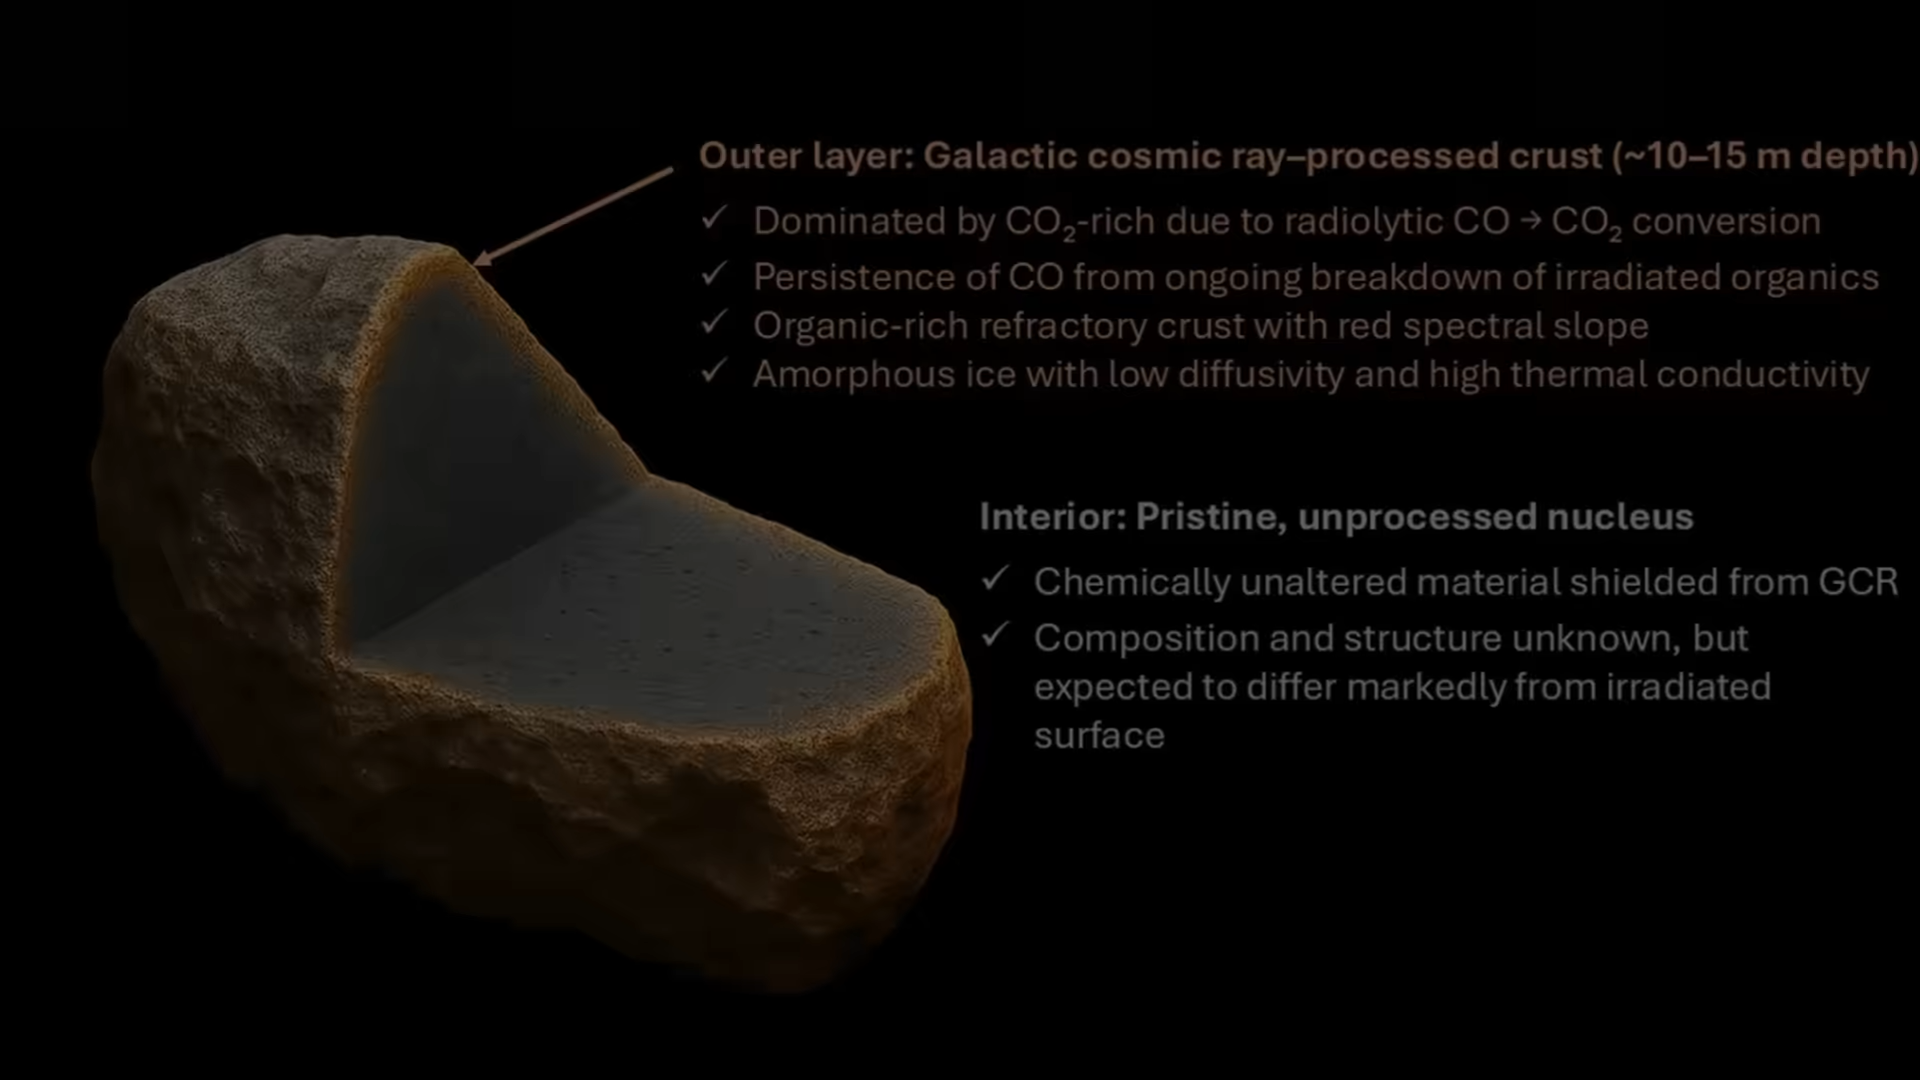 Outer layer: Galactic cosmic ray–processed crust (~10–15 m depth)
✓ Dominated by CO₂-rich due to radiolytic CO → CO₂ conversion
✓ Persistence of CO from ongoing breakdown of irradiated organics
✓ Organic-rich refractory crust with red spectral slope
✓ Amorphous ice with low diffusivity and high thermal conductivity
Interior: Pristine, unprocessed nucleus
✓ Chemically unaltered material shielded from GCR
✓ Composition and structure unknown, but
expected to differ markedly from irradiated
surface